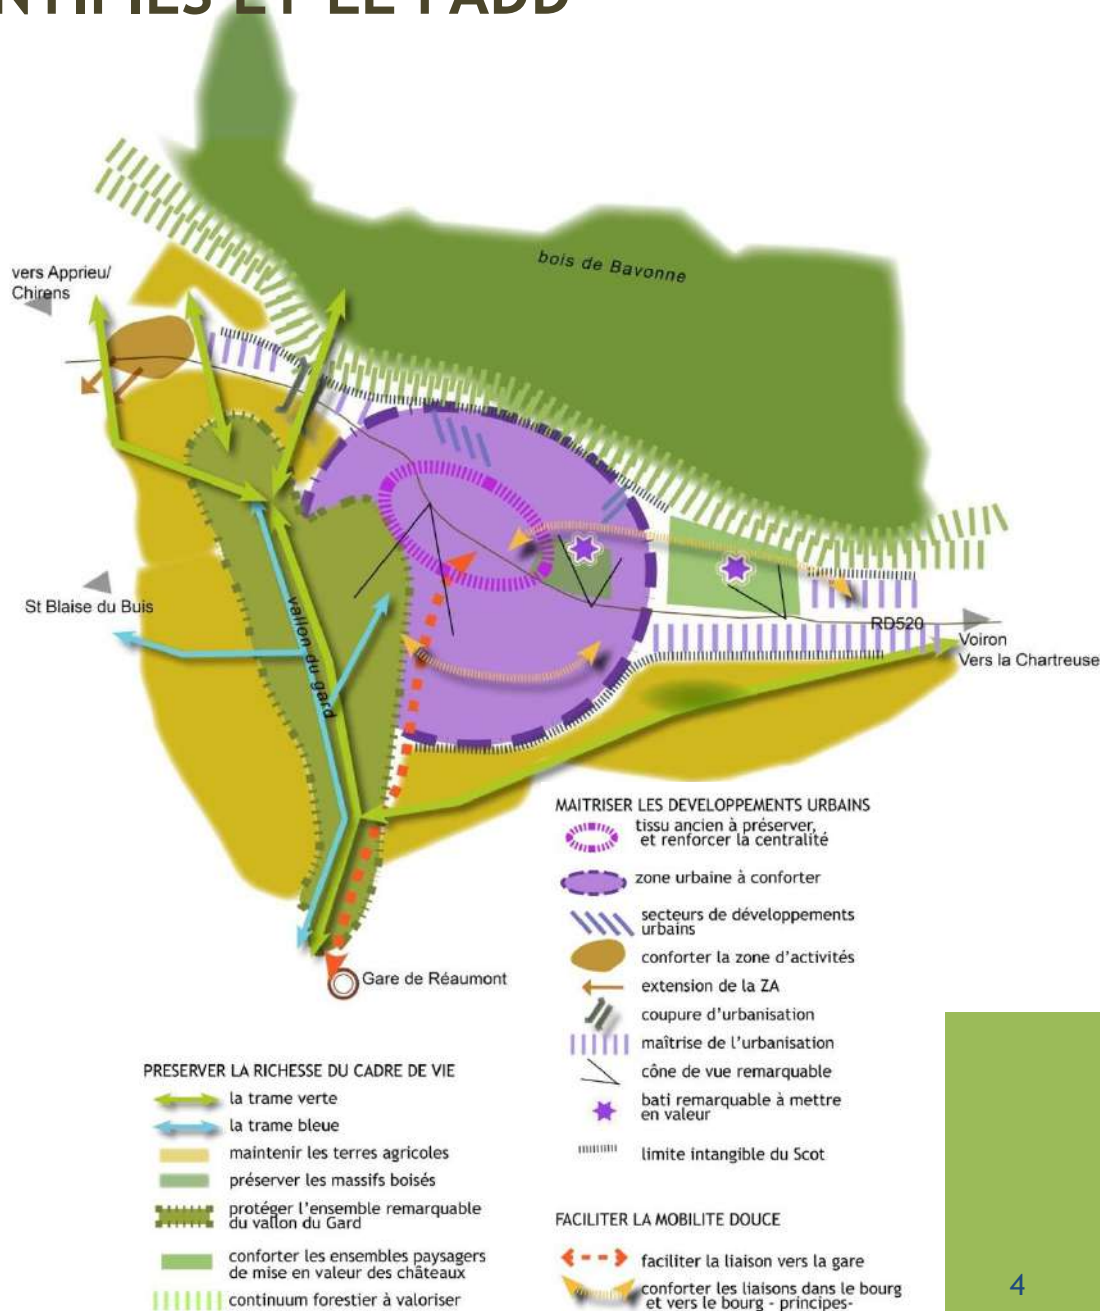 ET LE PADD
bois de Bavonne
vers Apprieu/
Chirens
St Blaise du Buis
vallon du gard
RD520
Voiron
Vers la Chartreuse
Gare de Réaumont
MAITRISER LES DEVELOPPEMENTS URBAINS
tissu ancien à préserver,
et renforcer la centralité
zone urbaine à conforter
secteurs de développements
urbains
conforter la zone d'activités
extension de la ZA
coupure d'urbanisation
maîtrise de l'urbanisation
cône de vue remarquable
bati remarquable à mettre
en valeur
limite intangible du Scot
PRESERVER LA RICHESSE DU CADRE DE VIE
la trame verte
la trame bleue
maintenir les terres agricoles
préserver les massifs boisés
protéger l'ensemble remarquable
du vallon du Gard
conforter les ensembles paysagers
de mise en valeur des châteaux
continuum forestier à valoriser
FACILITER LA MOBILITE DOUCE
faciliter la liaison vers la gare
conforter les liaisons dans le bourg
et vers le bourg - principes-
4